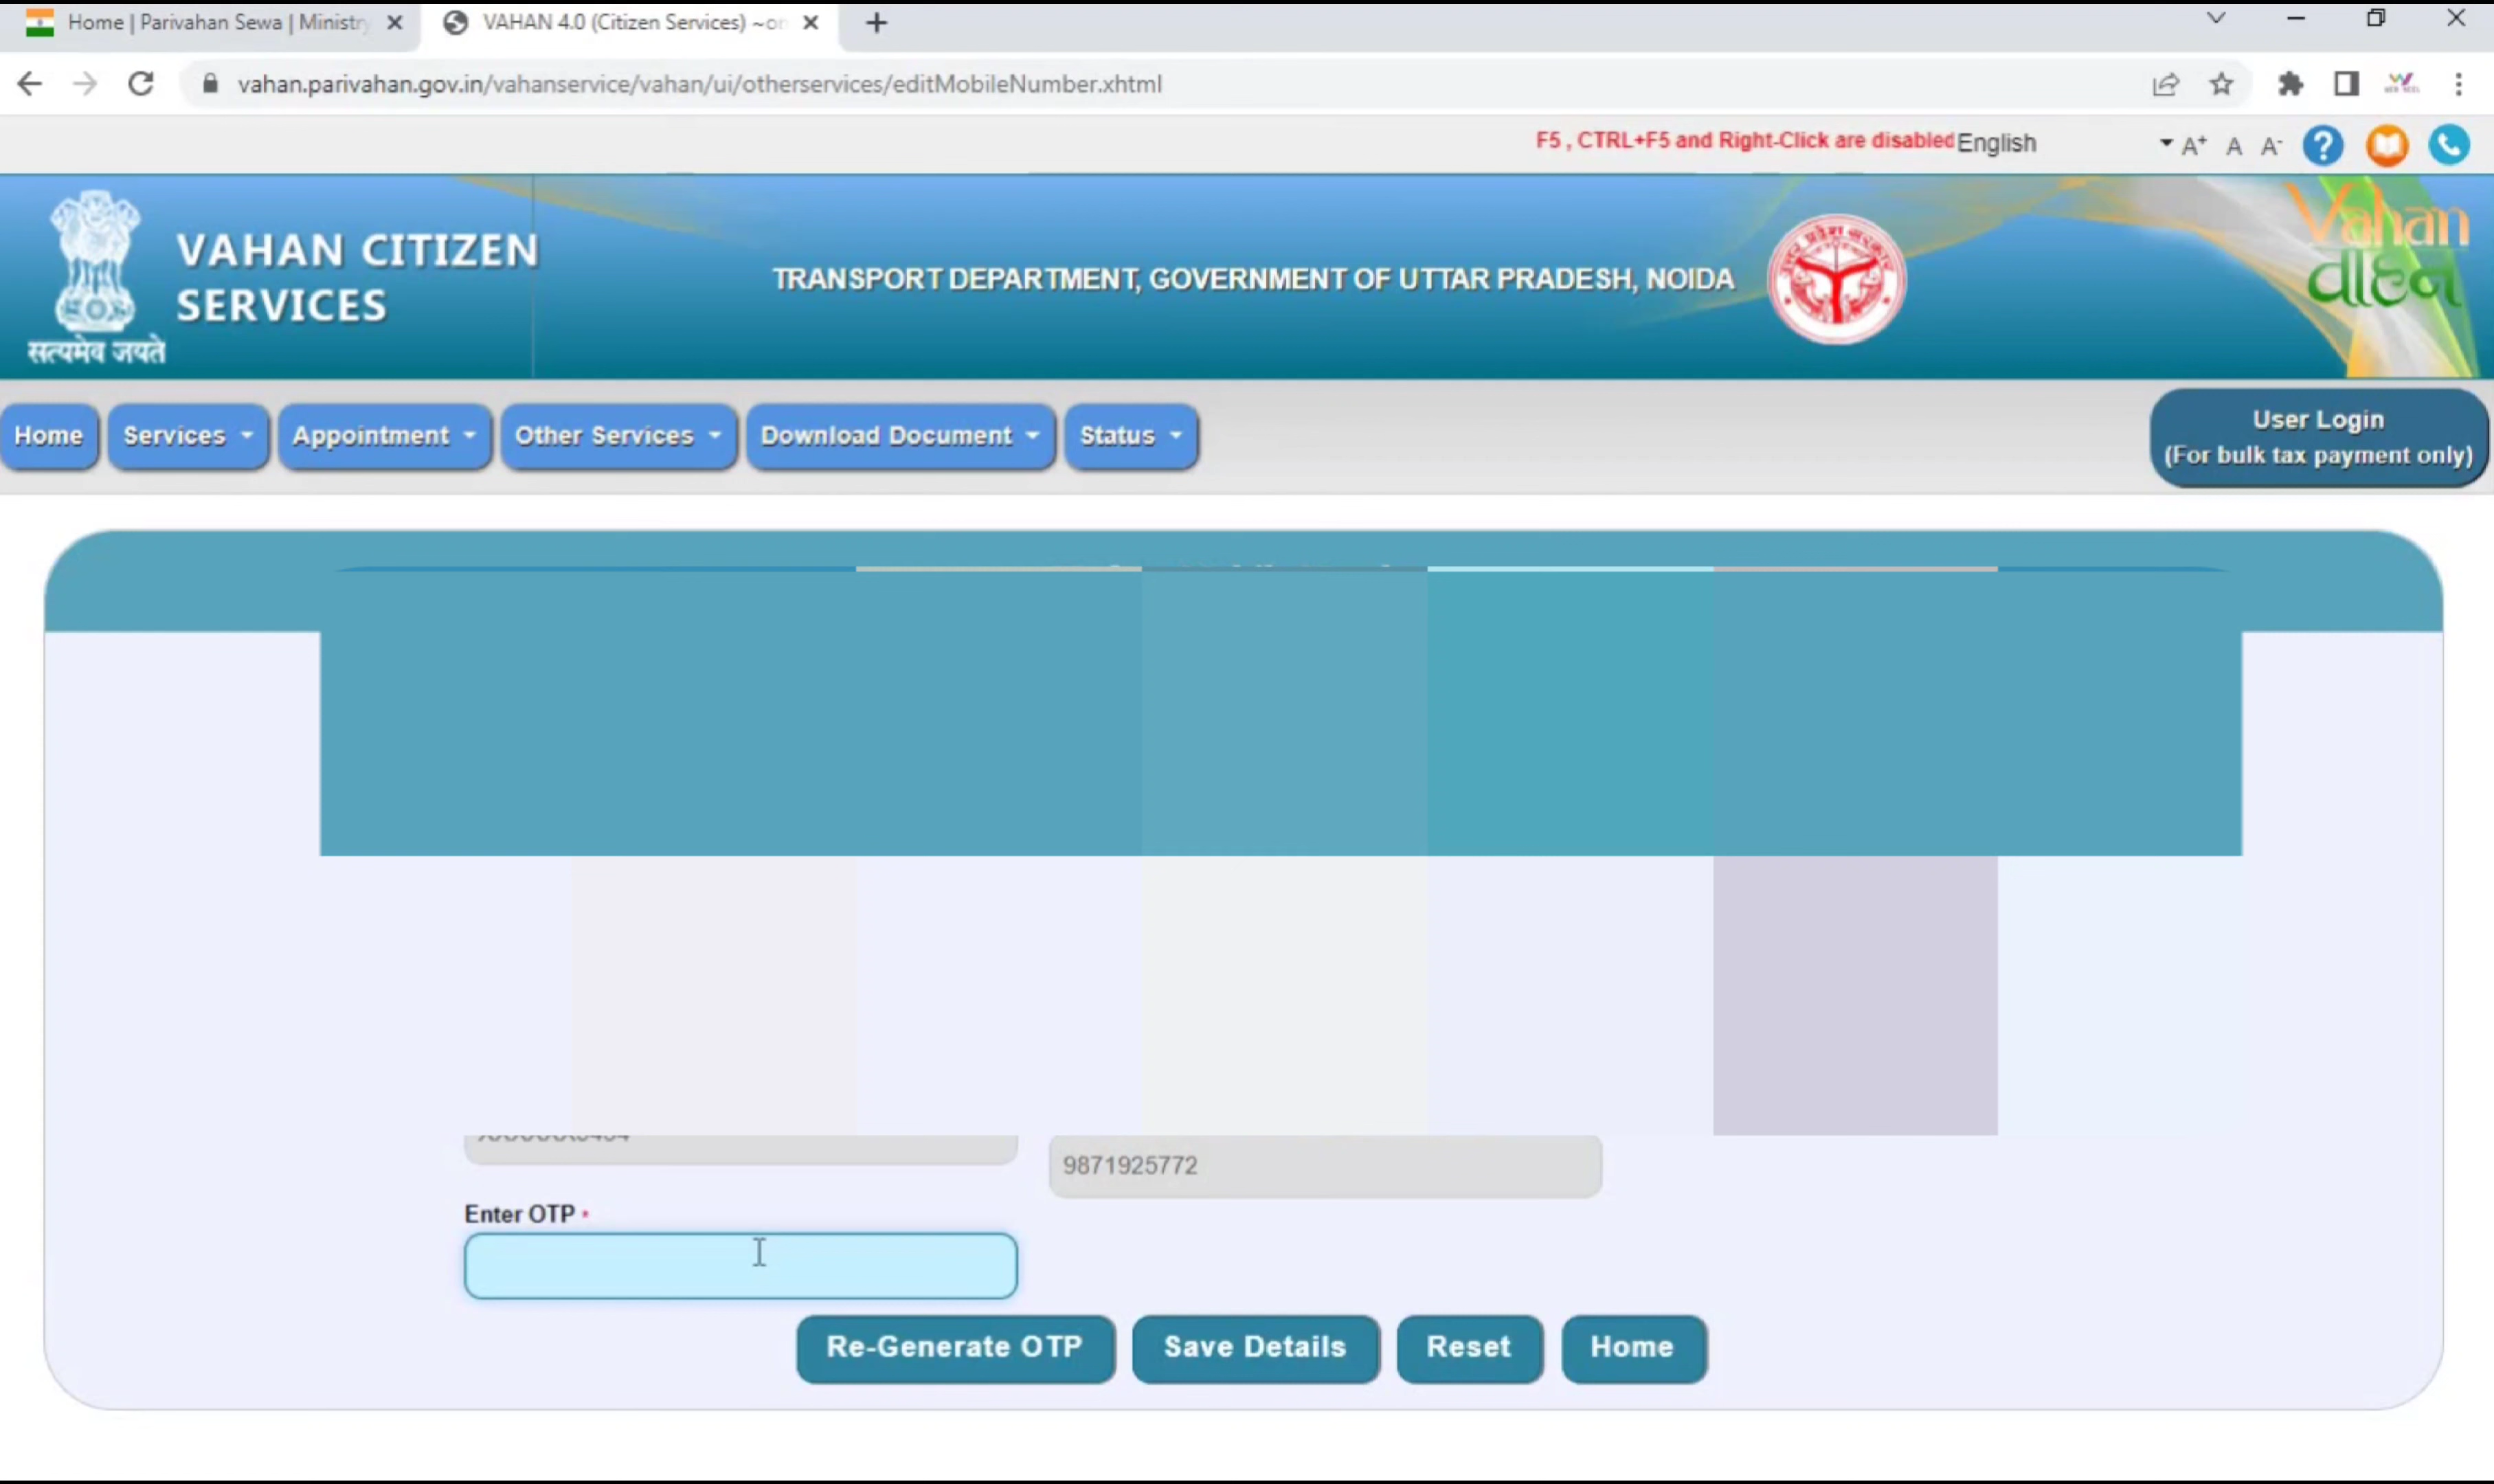 Home | Parivahan Sewa | Ministry
VAHAN 4.0 (Citizen Services) ~on
vahan.parivahan.gov.in/vahanservice/vahan/ui/otherservices/editMobileNumber.xhtml
F5 , CTRL+F5 and Right-Click are disabled English
A+ A A-
VAHAN CITIZEN
SERVICES
सत्यमेव जयते
TRANSPORT DEPARTMENT, GOVERNMENT OF UTTAR PRADESH, NOIDA
Vahan
वाहन
Home Services Appointment Other Services Download Document Status
User Login
(For bulk tax payment only)
9871925772
Enter OTP *
Re-Generate OTP Save Details Reset Home